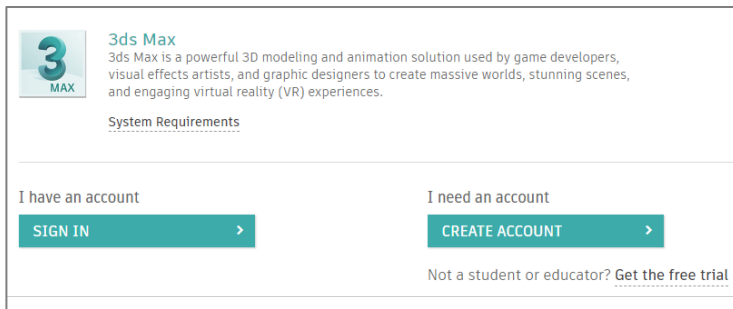 3
MAX
3ds Max
3ds Max is a powerful 3D modeling and animation solution used by game developers,
visual effects artists, and graphic designers to create massive worlds, stunning scenes,
and engaging virtual reality (VR) experiences.
System Requirements
I have an account
SIGN IN
I need an account
CREATE ACCOUNT
Not a student or educator? Get the free trial